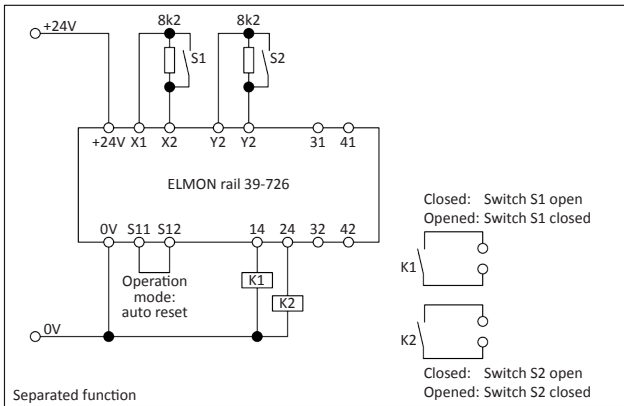 8k2 8k2
+24V
S1 S2
+24V X1 X2 Y2 Y2 31 41
ELMON rail 39-726
0V S11 S12 14 24 32 42
Operation
mode:
auto reset
K1
K2
0V
Separated function
Closed: Switch S1 open
Opened: Switch S1 closed
K1
K2
Closed: Switch S2 open
Opened: Switch S2 closed